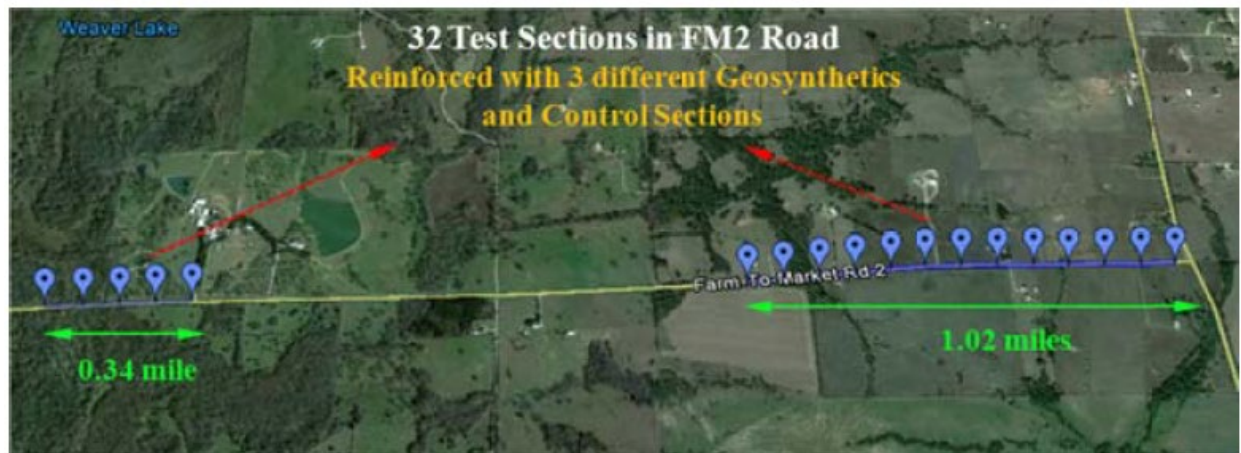 Weaver Lake
32 Test Sections in FM2 Road
Reinforced with 3 different Geosynthetics
and Control Sections
Farm-To-Market-Rd-2
0.34 mile
1.02 miles